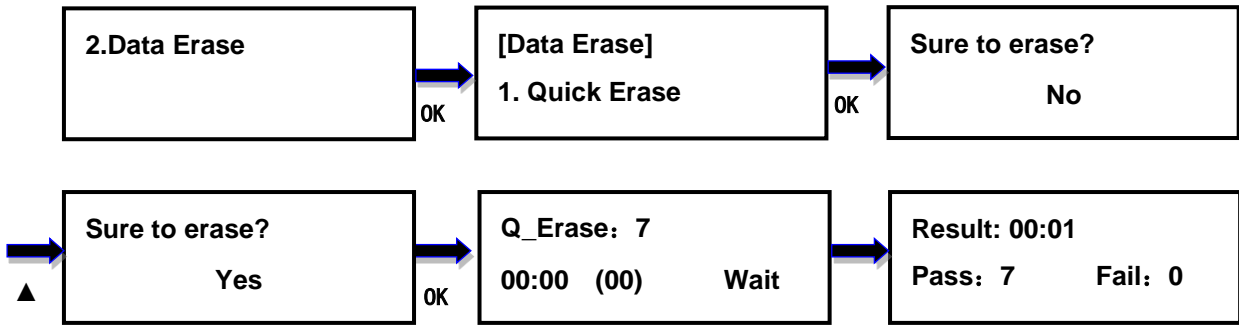 2.Data Erase
OK
[Data Erase]
1. Quick Erase
OK
Sure to erase?
No
▲
Sure to erase?
Yes
OK
Q_Erase：7
00:00 (00) Wait
Result: 00:01
Pass：7 Fail：0